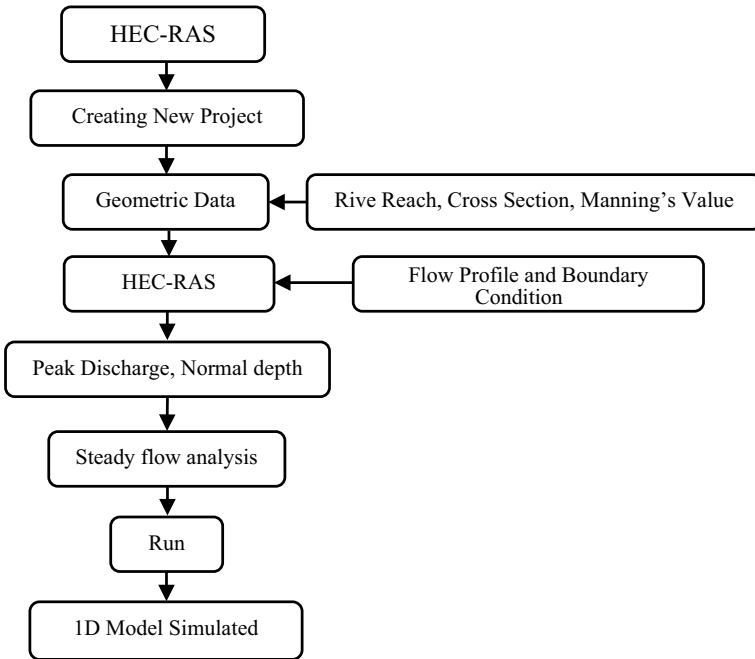 HEC-RAS
Creating New Project
Geometric Data
Rive Reach, Cross Section, Manning’s Value
HEC-RAS
Flow Profile and Boundary
Condition
Peak Discharge, Normal depth
Steady flow analysis
Run
1D Model Simulated